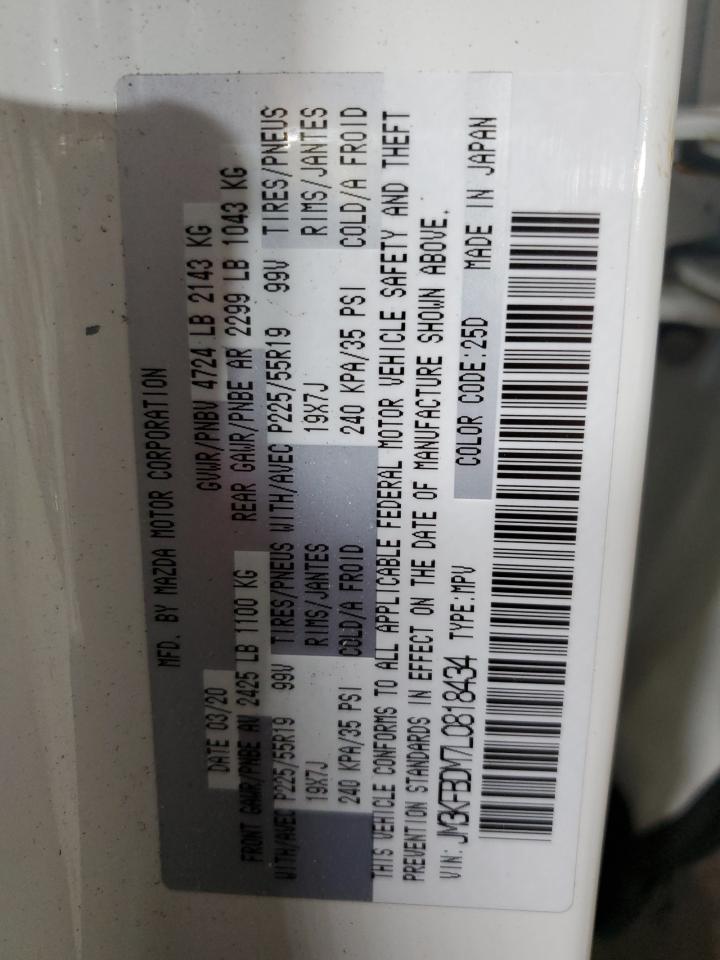 MFD. BY MAZDA MOTOR CORPORATION
DATE 03/20 GVWR/PNBV 4724 LB 2143 KG
FRONT GAWR/PNBE AV 2425 LB 1100 KG REAR GAWR/PNBE AR 2299 LB 1043 KG
WITH/AVEC P225/55R19 99V TIRES/PNEUS WITH/AVEC P225/55R19 99V TIRES/PNEUS
19X7J RIMS/JANTES 19X7J RIMS/JANTES
240 KPA/35 PSI COLD/A FROID 240 KPA/35 PSI COLD/A FROID
THIS VEHICLE CONFORMS TO ALL APPLICABLE FEDERAL MOTOR VEHICLE SAFETY AND THEFT
PREVENTION STANDARDS IN EFFECT ON THE DATE OF MANUFACTURE SHOWN ABOVE.
VIN: JM3KFBDM7L0818434 TYPE:MPV COLOR CODE:25D MADE IN JAPAN